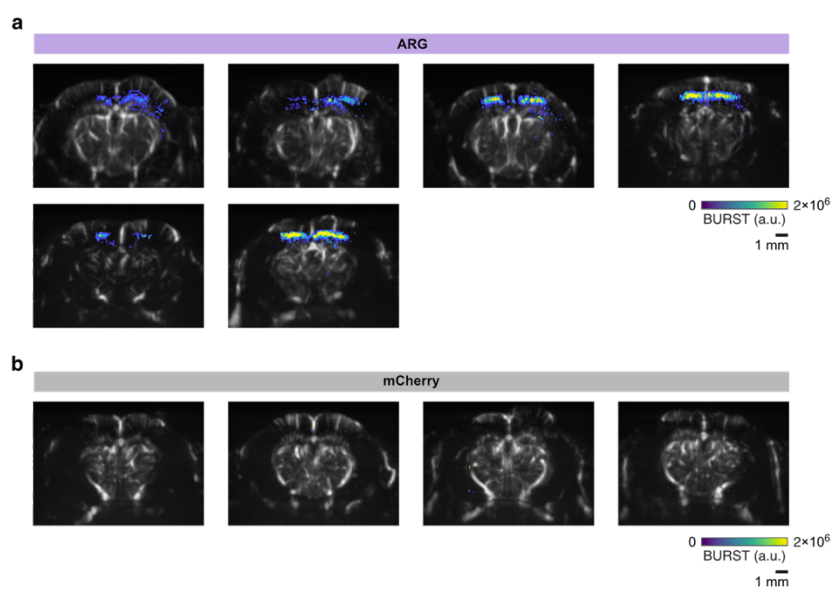 a
ARG
0 2×10⁶
BURST (a.u.)
1 mm
b
mCherry
0 2×10⁶
BURST (a.u.)
1 mm